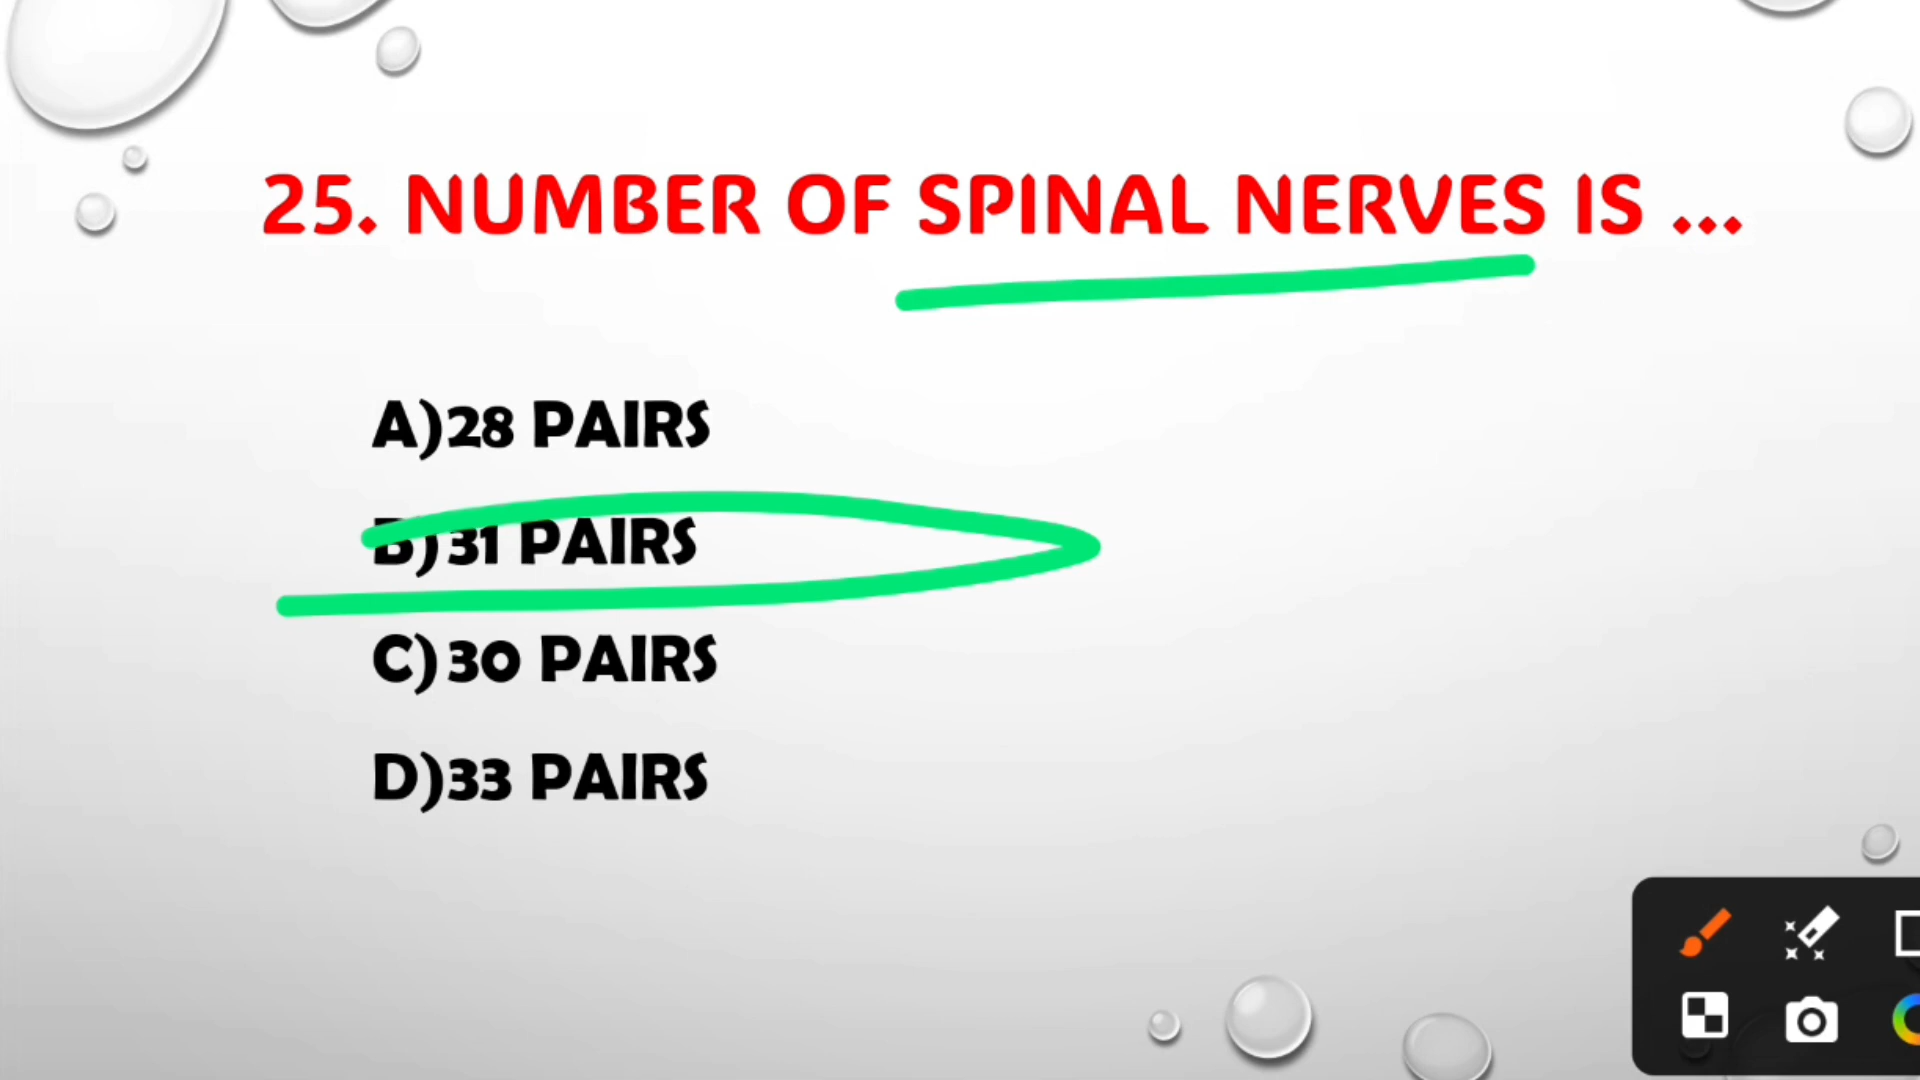 25. NUMBER OF SPINAL NERVES IS ...
A)28 PAIRS
B)31 PAIRS
C)30 PAIRS
D)33 PAIRS